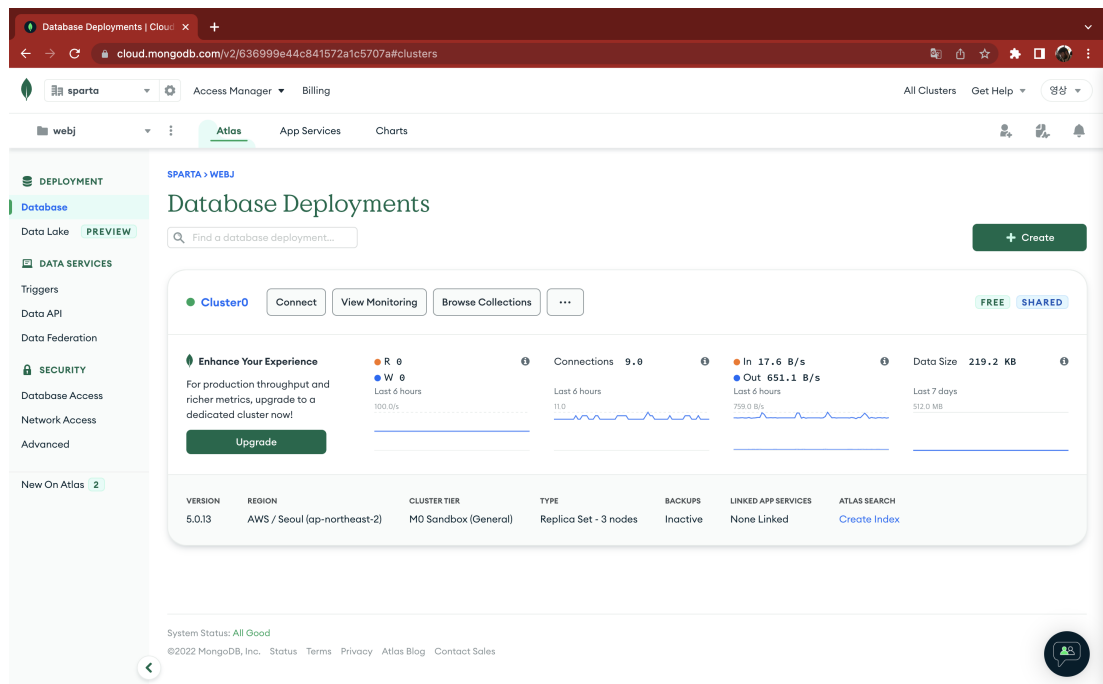 Database Deployments | Cloud
cloud.mongodb.com/v2/636999e44c841572a1c5707a#clusters
sparta Access Manager Billing All Clusters Get Help 영상
webj Atlas App Services Charts
DEPLOYMENT
Database
Data Lake PREVIEW
DATA SERVICES
Triggers
Data API
Data Federation
SECURITY
Database Access
Network Access
Advanced
New On Atlas 2
SPARTA > WEBJ
Database Deployments
Find a database deployment...
+ Create
Cluster0 Connect View Monitoring Browse Collections ... FREE SHARED
Enhance Your Experience
For production throughput and
richer metrics, upgrade to a
dedicated cluster now!
Upgrade
R 0
W 0
Last 6 hours
100.0/s
Connections 9.0
Last 6 hours
11.0
In 17.6 B/s
Out 651.1 B/s
Last 6 hours
759.0 B/s
Data Size 219.2 KB
Last 7 days
512.0 MB
VERSION REGION CLUSTER TIER TYPE BACKUPS LINKED APP SERVICES ATLAS SEARCH
5.0.13 AWS / Seoul (ap-northeast-2) M0 Sandbox (General) Replica Set - 3 nodes Inactive None Linked Create Index
System Status: All Good
©2022 MongoDB, Inc. Status Terms Privacy Atlas Blog Contact Sales